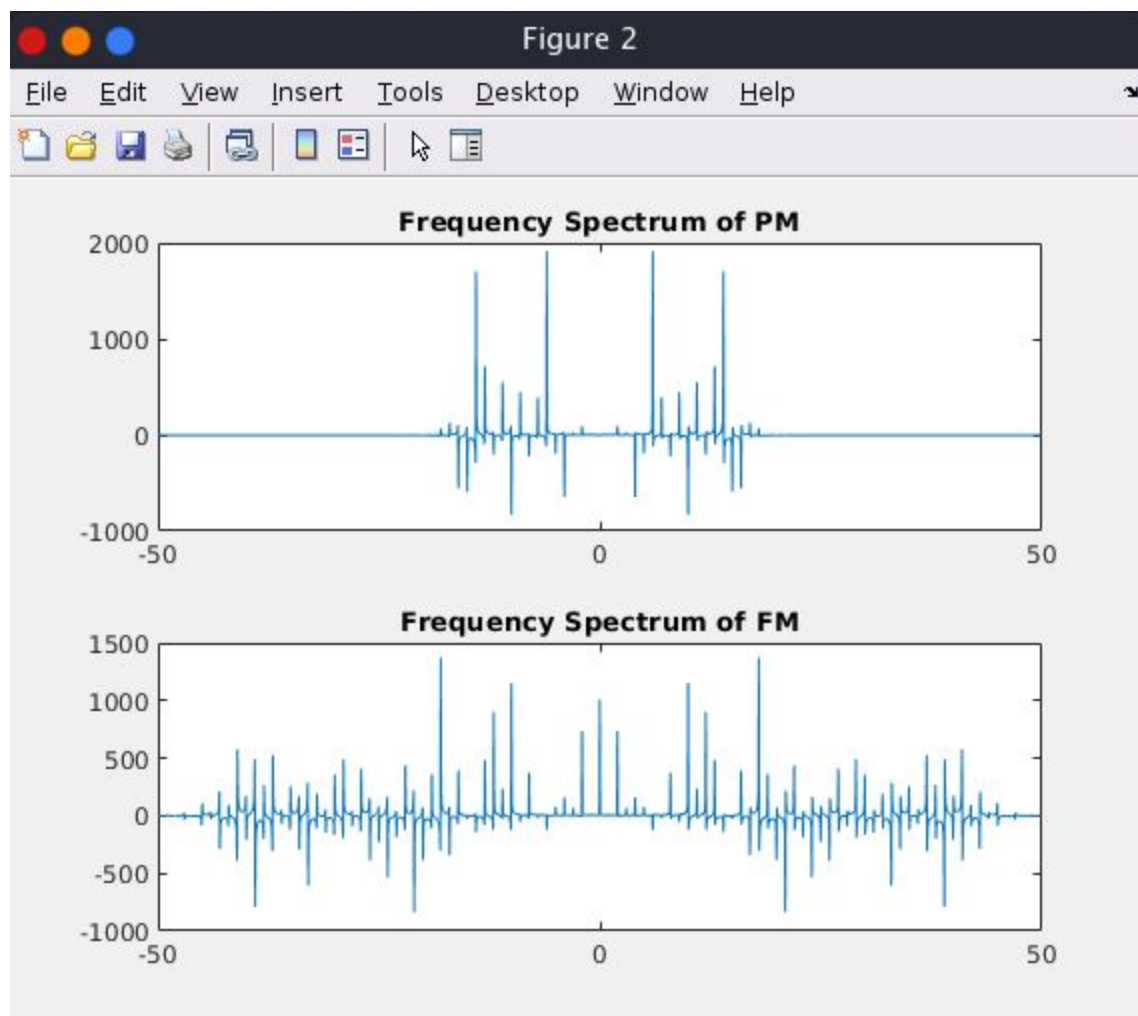 Figure 2
File Edit View Insert Tools Desktop Window Help
Frequency Spectrum of PM
2000
1000
0
-1000
-50 0 50
Frequency Spectrum of FM
1500
1000
500
0
-500
-1000
-50 0 50